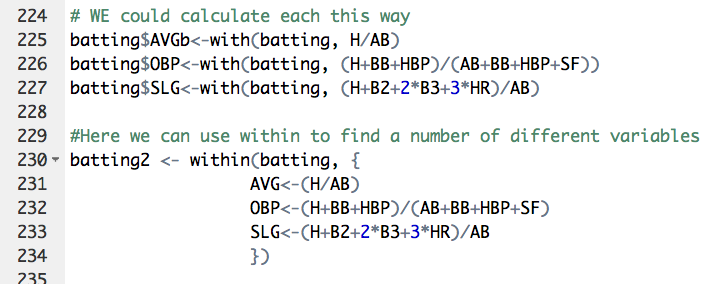 224 # WE could calculate each this way
225 batting$AVGb<-with(batting, H/AB)
226 batting$OBP<-with(batting, (H+BB+HBP)/(AB+BB+HBP+SF))
227 batting$SLG<-with(batting, (H+B2+2*B3+3*HR)/AB)
228
229 #Here we can use within to find a number of different variables
230 batting2 <- within(batting, {
231 AVG<-(H/AB)
232 OBP<-(H+BB+HBP)/(AB+BB+HBP+SF)
233 SLG<-(H+B2+2*B3+3*HR)/AB
234 })
235